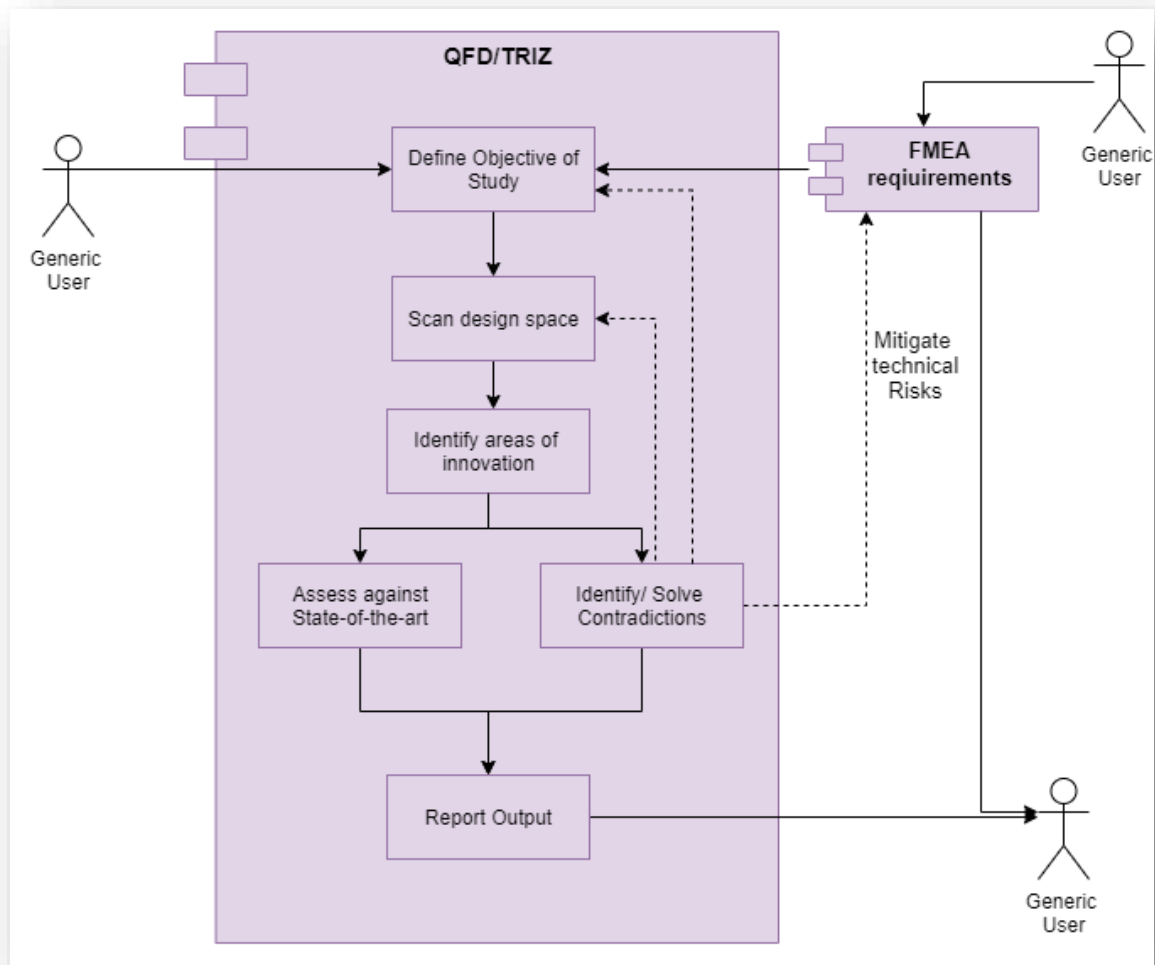 QFD/TRIZ
Generic
User
Define Objective of
Study
FMEA
reqiuirements
Generic
User
Scan design space
Mitigate
technical
Risks
Identify areas of
innovation
Assess against
State-of-the-art
Identify/ Solve
Contradictions
Report Output
Generic
User